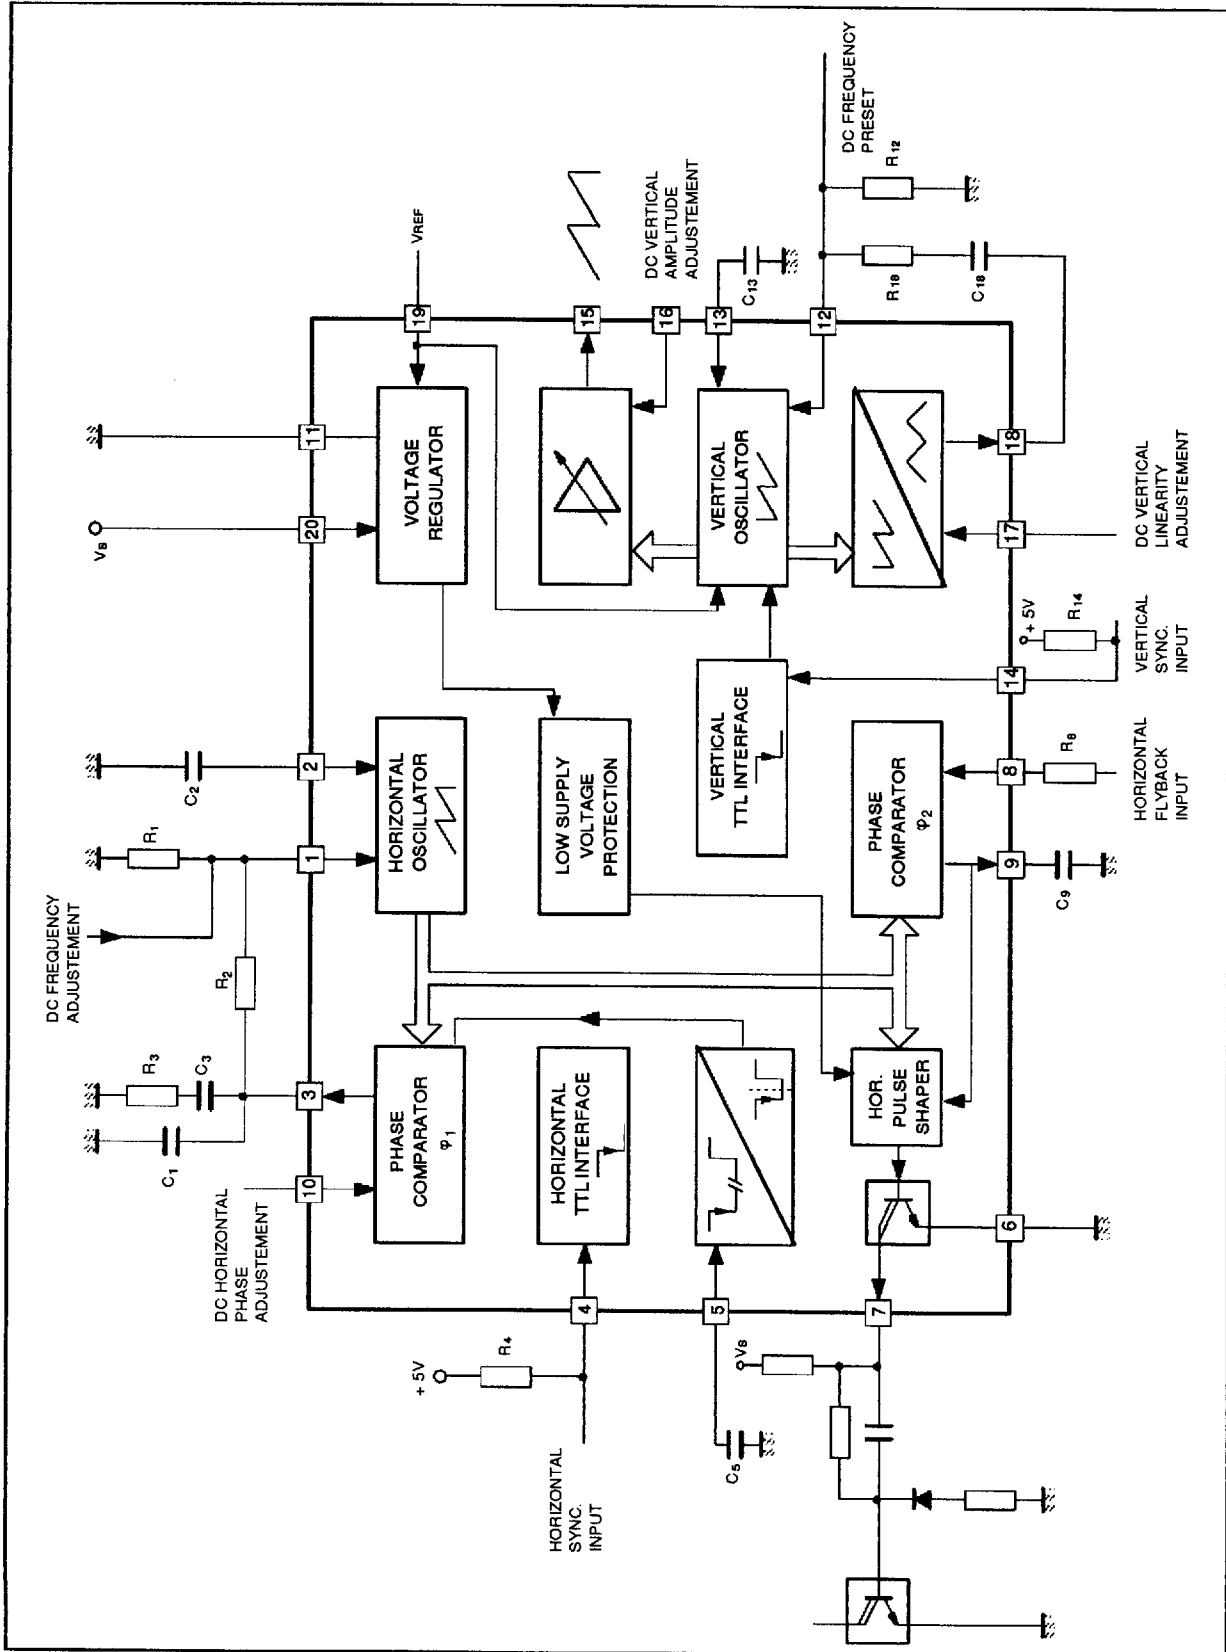 DC HORIZONTAL
PHASE
ADJUSTEMENT
C1
R3
C3
R2
DC FREQUENCY
ADJUSTEMENT
R1
C2
VS
10
3
1
2
20
11
PHASE
COMPARATOR
φ1
HORIZONTAL
OSCILLATOR
VOLTAGE
REGULATOR
19
VREF
+ 5V
R4
HORIZONTAL
SYNC.
INPUT
4
HORIZONTAL
TTL INTERFACE
LOW SUPPLY
VOLTAGE
PROTECTION
15
16
DC VERTICAL
AMPLITUDE
ADJUSTEMENT
C5
5
VERTICAL
TTL INTERFACE
VERTICAL
OSCILLATOR
13
C13
12
DC FREQUENCY
PRESET
VS
7
HOR.
PULSE
SHAPER
PHASE
COMPARATOR
φ2
R18
R12
C18
6
9
8
14
17
18
C9
R8
+ 5V
R14
HORIZONTAL
FLYBACK
INPUT
VERTICAL
SYNC.
INPUT
DC VERTICAL
LINEARITY
ADJUSTEMENT